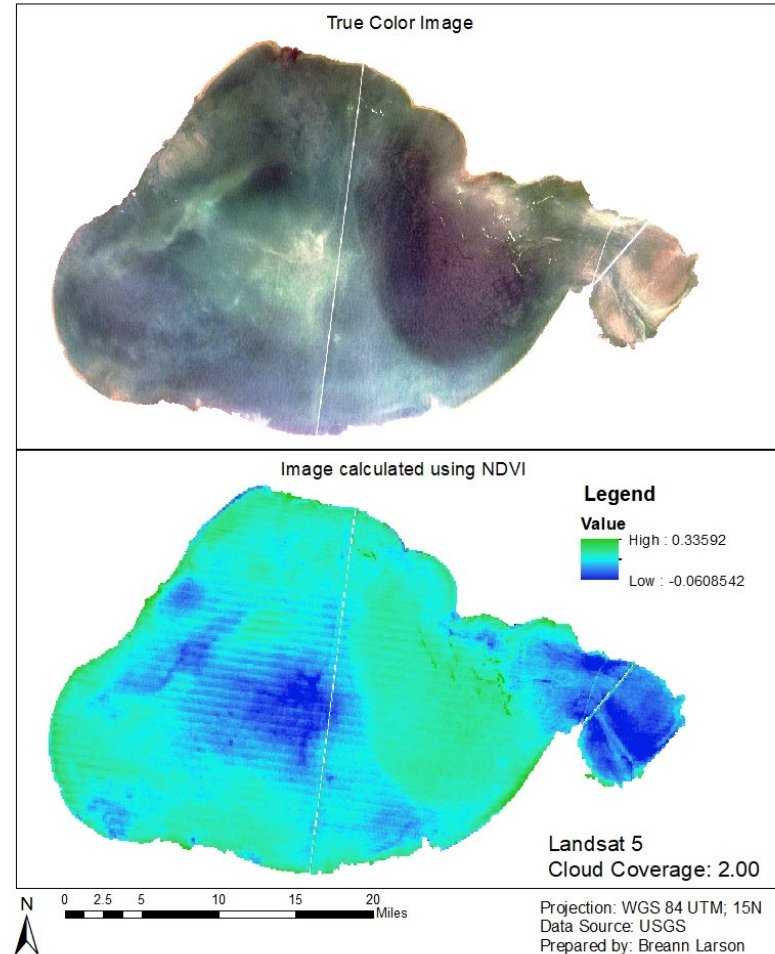 True Color Image
Image calculated using NDVI
Legend
Value
High : 0.33592
Low : -0.0608542
Landsat 5
Cloud Coverage: 2.00
N
0 2.5 5 10 15 20
Miles
Projection: WGS 84 UTM; 15N
Data Source: USGS
Prepared by: Breann Larson